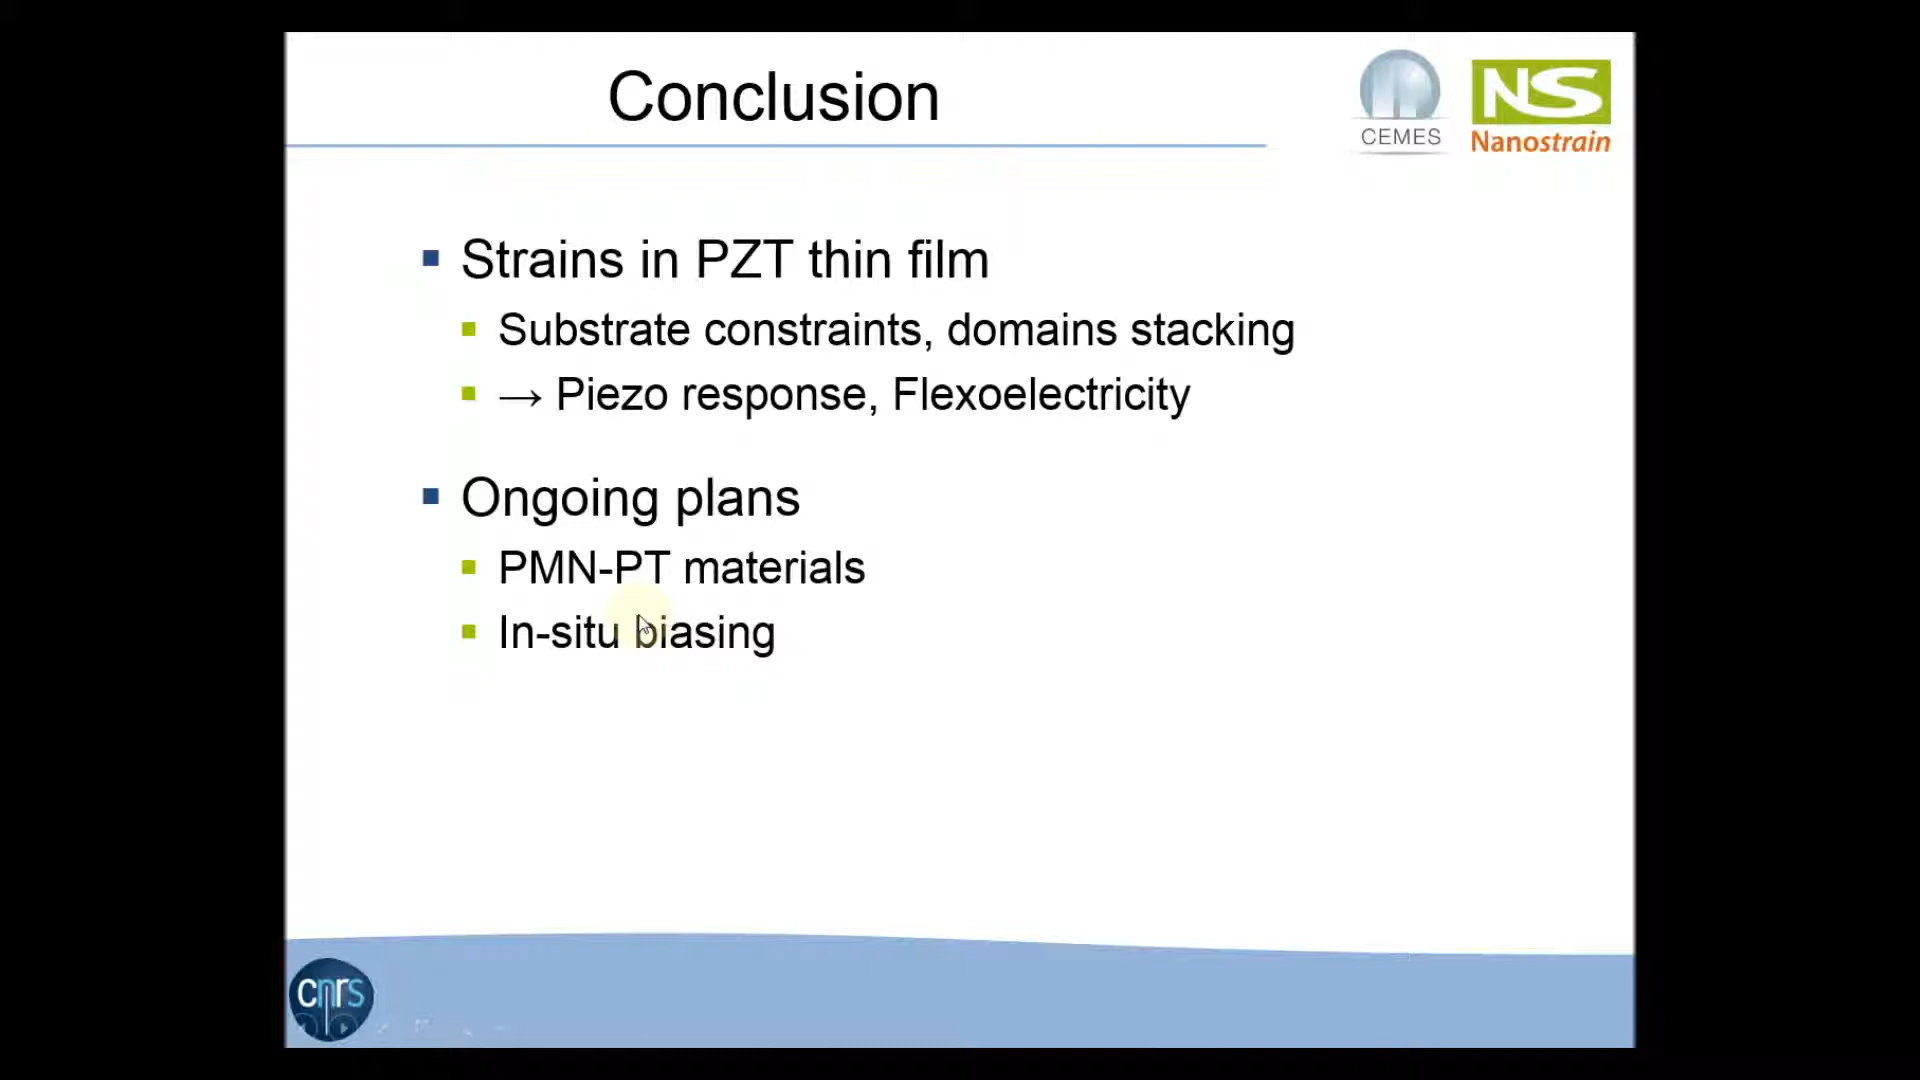 Conclusion
CEMES
NS
Nanostrain
Strains in PZT thin film
Substrate constraints, domains stacking
→ Piezo response, Flexoelectricity
Ongoing plans
PMN-PT materials
In-situ biasing
cnrs